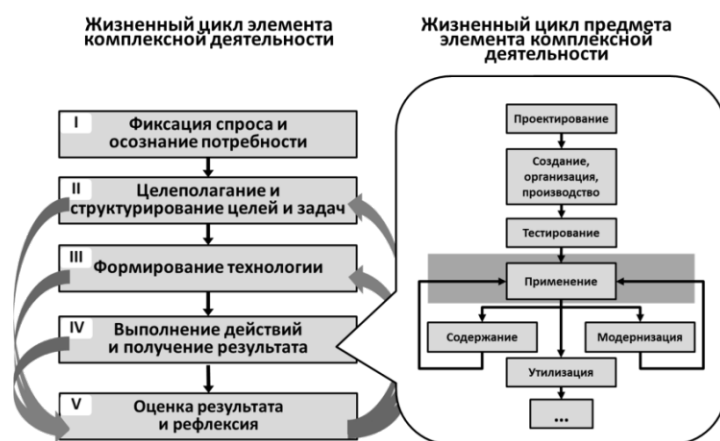 Жизненный цикл элемента
комплексной деятельности
I
Фиксация спроса и
осознание потребности
II
Целеполагание и
структурирование целей и задач
III
Формирование технологии
IV
Выполнение действий
и получение результата
V
Оценка результата
и рефлексия
Жизненный цикл предмета
элемента комплексной
деятельности
Проектирование
Создание,
организация,
производство
Тестирование
Применение
Содержание
Модернизация
Утилизация
...